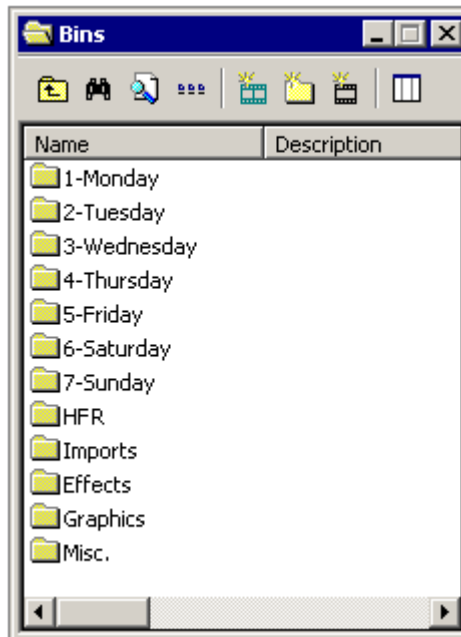 Bins
Name Description
1-Monday
2-Tuesday
3-Wednesday
4-Thursday
5-Friday
6-Saturday
7-Sunday
HFR
Imports
Effects
Graphics
Misc.